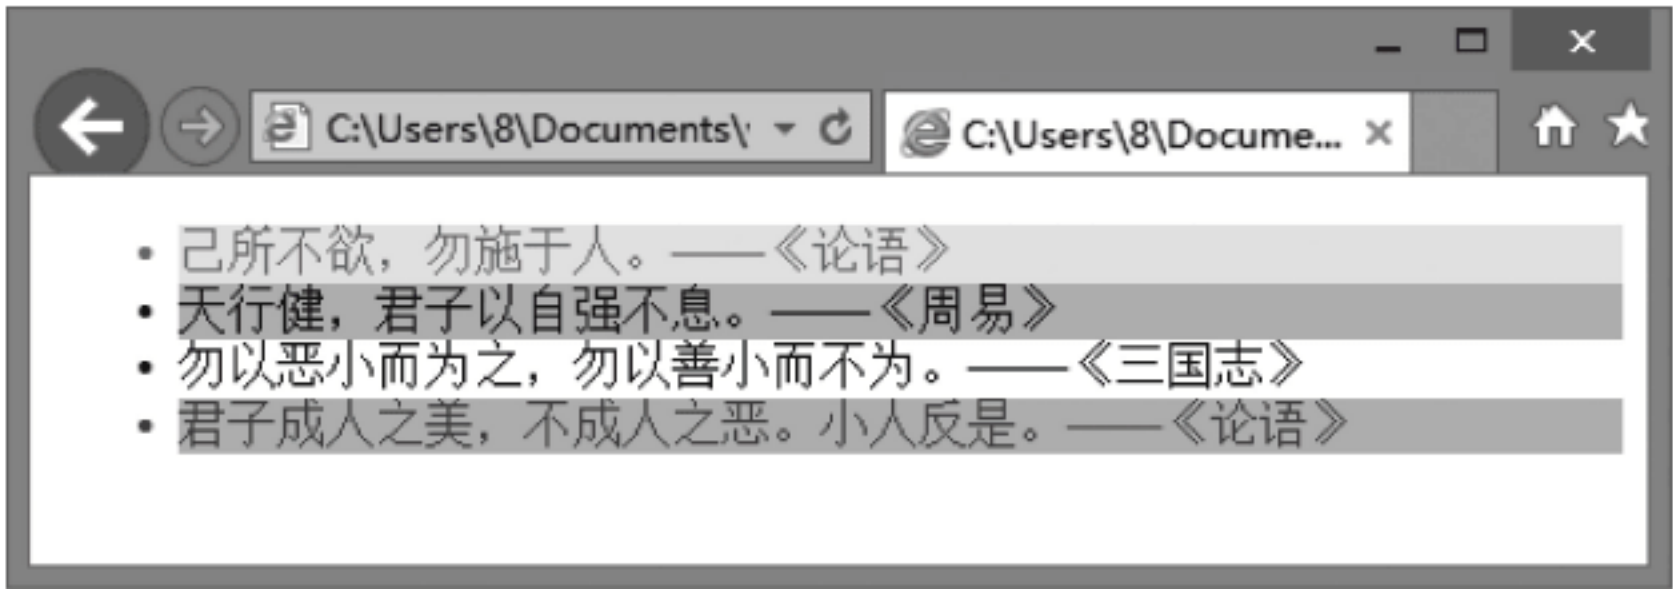 C:\Users\8\Documents\
C:\Users\8\Docume...
己所不欲，勿施于人。——《论语》
天行健，君子以自强不息。——《周易》
勿以恶小而为之，勿以善小而不为。——《三国志》
君子成人之美，不成人之恶。小人反是。——《论语》